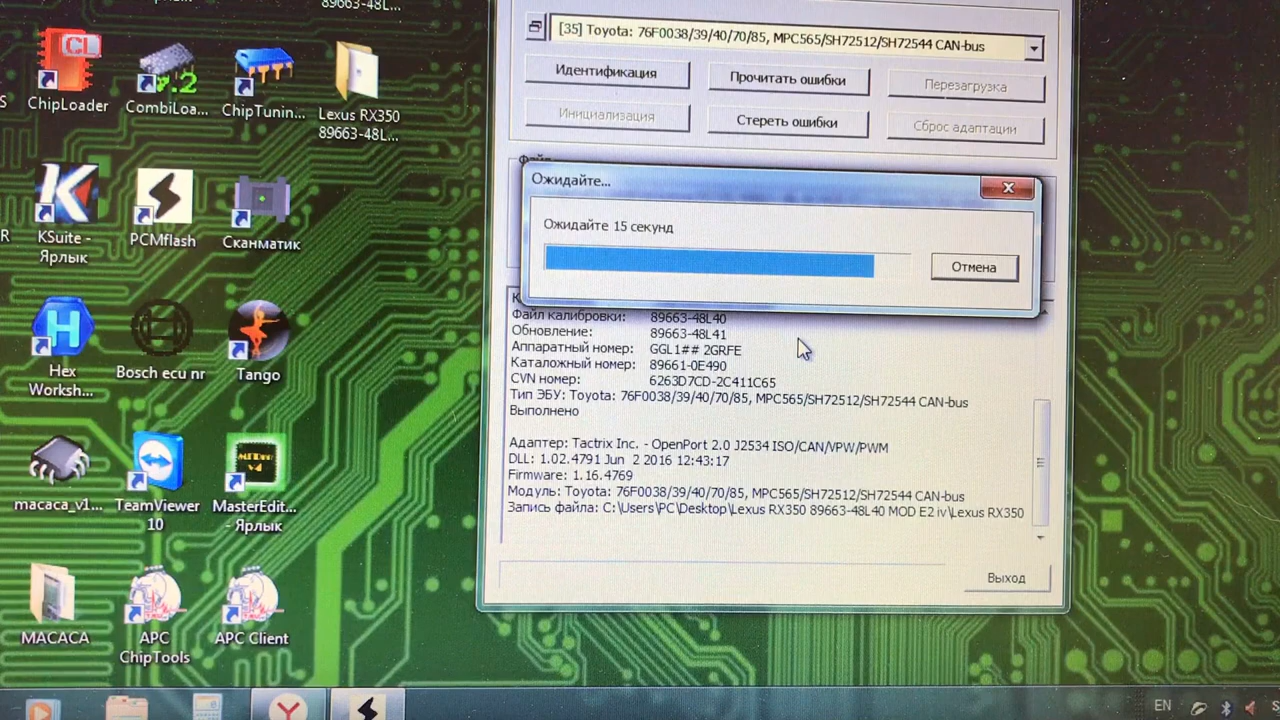 89663-48L...
ChipLoader
CombiLoa...
ChipTunin...
Lexus RX350
89663-48L...
KSuite -
Ярлык
PCMflash
Сканматик
Hex
Worksh...
Bosch ecu nr
Tango
macaca_v1...
TeamViewer
10
MasterEdit...
- Ярлык
MACACA
APC
ChipTools
APC Client
[35] Toyota: 76F0038/39/40/70/85, MPC565/SH72512/SH72544 CAN-bus
Идентификация
Прочитать ошибки
Перезагрузка
Инициализация
Стереть ошибки
Сброс адаптации
Файл
Ожидайте...
Ожидайте 15 секунд
Отмена
Файл калибровки: 89663-48L40
Обновление: 89663-48L41
Аппаратный номер: GGL1## 2GRFE
Каталожный номер: 89661-0E490
CVN номер: 6263D7CD-2C411C65
Тип ЭБУ: Toyota: 76F0038/39/40/70/85, MPC565/SH72512/SH72544 CAN-bus
Выполнено
Адаптер: Tactrix Inc. - OpenPort 2.0 J2534 ISO/CAN/VPW/PWM
DLL: 1.02.4791 Jun 2 2016 12:43:17
Firmware: 1.16.4769
Модуль: Toyota: 76F0038/39/40/70/85, MPC565/SH72512/SH72544 CAN-bus
Запись файла: C:\Users\PC\Desktop\Lexus RX350 89663-48L40 MOD E2 iv\Lexus RX350
Выход
EN